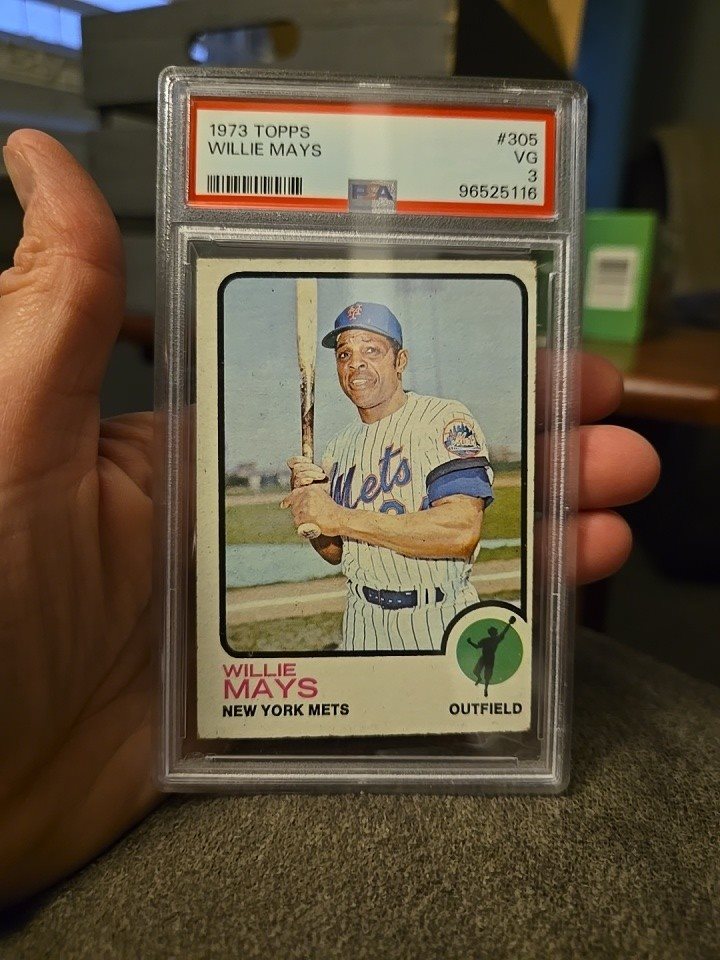 1973 TOPPS
WILLIE MAYS
#305
VG
3
96525116
PSA
Mets
WILLIE
MAYS
NEW YORK METS
OUTFIELD